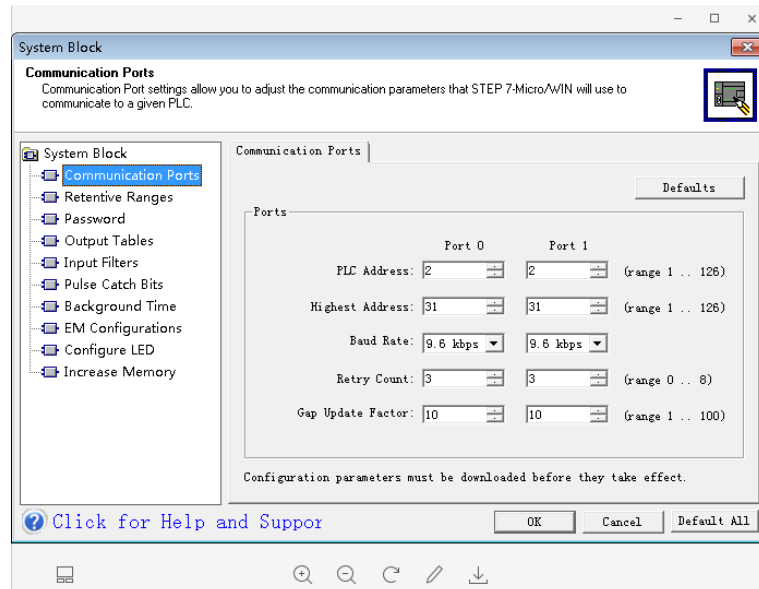 System Block
Communication Ports
Communication Port settings allow you to adjust the communication parameters that STEP 7-Micro/WIN will use to
communicate to a given PLC.
System Block
Communication Ports
Retentive Ranges
Password
Output Tables
Input Filters
Pulse Catch Bits
Background Time
EM Configurations
Configure LED
Increase Memory
Communication Ports
Defaults
Ports
Port 0 Port 1
PLC Address: 2 2 (range 1 .. 126)
Highest Address: 31 31 (range 1 .. 126)
Baud Rate: 9.6 kbps 9.6 kbps
Retry Count: 3 3 (range 0 .. 8)
Gap Update Factor: 10 10 (range 1 .. 100)
Configuration parameters must be downloaded before they take effect.
Click for Help and Suppor
OK Cancel Default All